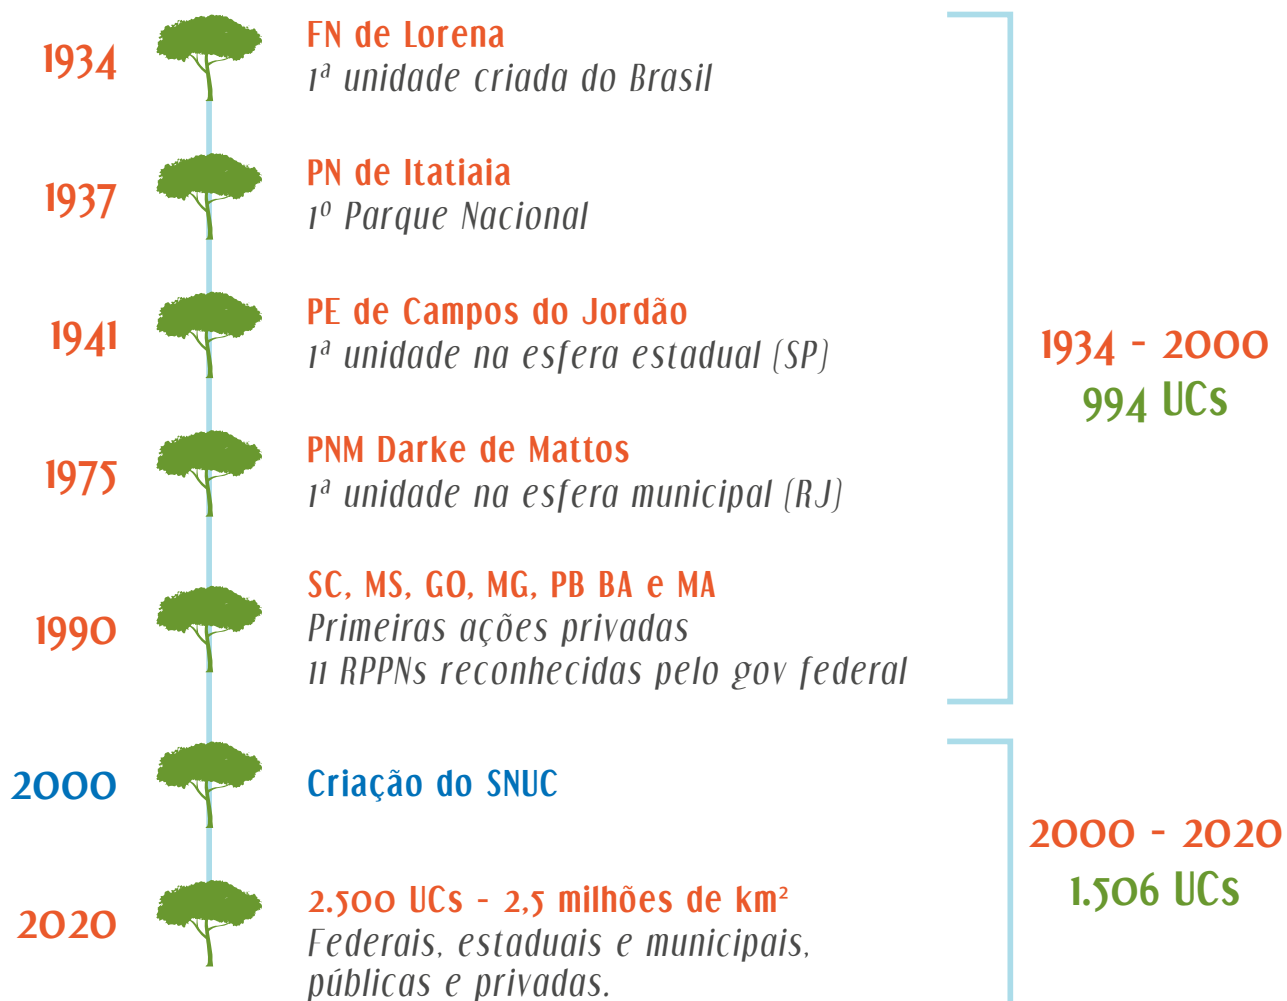 1934
FN de Lorena
1ª unidade criada do Brasil
1937
PN de Itatiaia
1º Parque Nacional
1941
PE de Campos do Jordão
1ª unidade na esfera estadual (SP)
1975
PNM Darke de Mattos
1ª unidade na esfera municipal (RJ)
1990
SC, MS, GO, MG, PB BA e MA
Primeiras ações privadas
11 RPPNs reconhecidas pelo gov federal
1934 - 2000
994 UCs
2000
Criação do SNUC
2020
2.500 UCs - 2,5 milhões de km²
Federais, estaduais e municipais,
públicas e privadas.
2000 - 2020
1.506 UCs